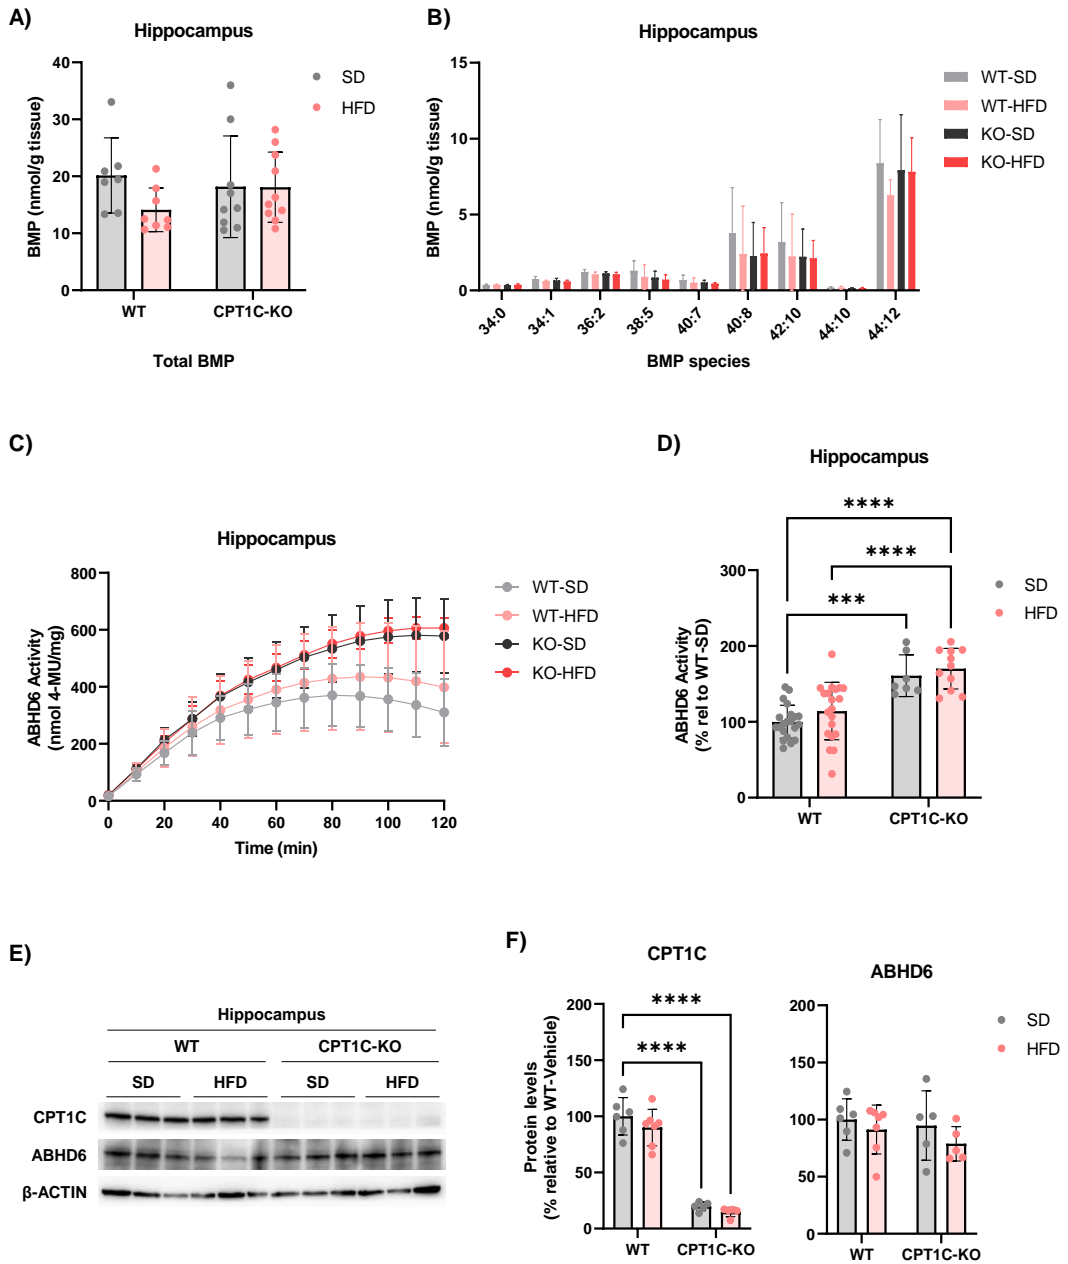 A)
Hippocampus
BMP (nmol/g tissue)
40
30
20
10
0
WT
CPT1C-KO
Total BMP
SD
HFD
B)
Hippocampus
BMP (nmol/g tissue)
15
10
5
0
34:0
34:1
36:2
38:5
40:7
40:8
42:10
44:10
44:12
BMP species
WT-SD
WT-HFD
KO-SD
KO-HFD
C)
Hippocampus
ABHD6 Activity
(nmol 4-MU/mg)
800
600
400
200
0
0 20 40 60 80 100 120
Time (min)
WT-SD
WT-HFD
KO-SD
KO-HFD
D)
Hippocampus
ABHD6 Activity
(% rel to WT-SD)
300
200
100
0
****
****
***
WT
CPT1C-KO
SD
HFD
E)
Hippocampus
WT CPT1C-KO
SD HFD SD HFD
CPT1C
ABHD6
β-ACTIN
F)
CPT1C
Protein levels
(% relative to WT-Vehicle)
200
150
100
50
0
****
****
WT CPT1C-KO
ABHD6
200
150
100
50
0
WT CPT1C-KO
SD
HFD